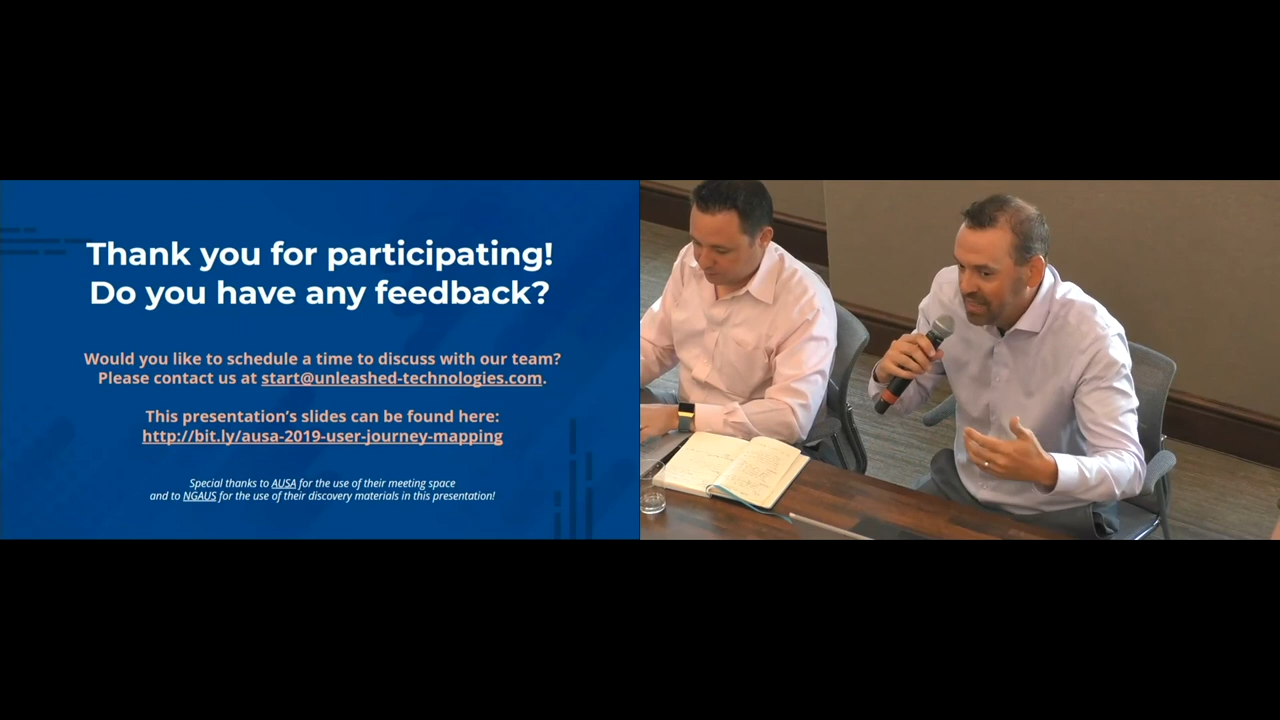 Thank you for participating!
Do you have any feedback?
Would you like to schedule a time to discuss with our team?
Please contact us at start@unleashed-technologies.com.
This presentation's slides can be found here:
http://bit.ly/ausa-2019-user-journey-mapping
Special thanks to AUSA for the use of their meeting space
and to NGAUS for the use of their discovery materials in this presentation!